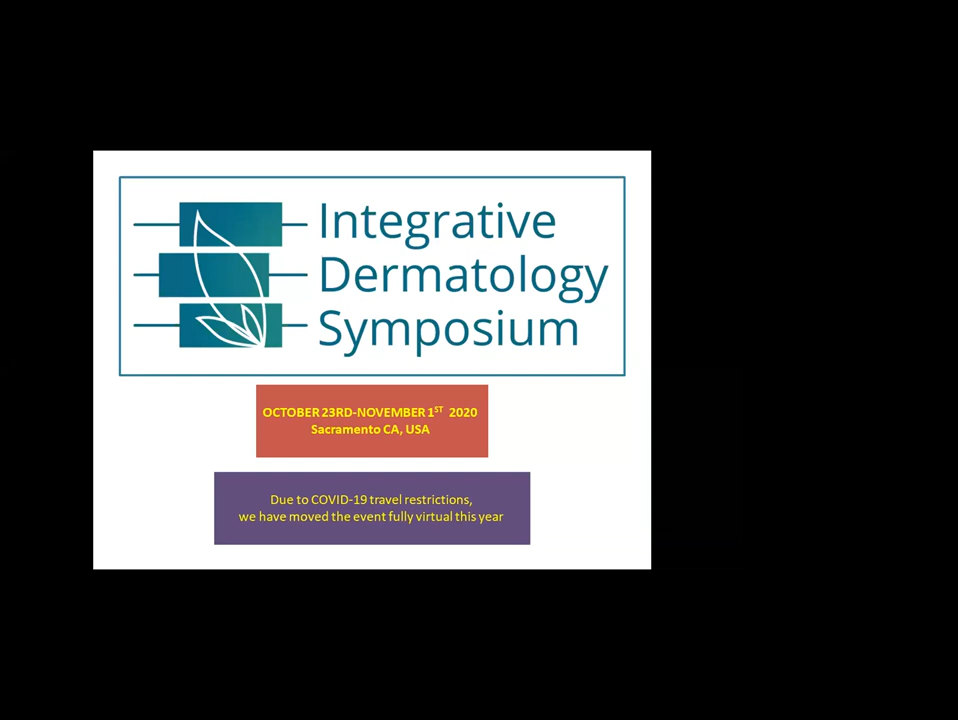 Integrative
Dermatology
Symposium
OCTOBER 23RD-NOVEMBER 1ST 2020
Sacramento CA, USA
Due to COVID-19 travel restrictions,
we have moved the event fully virtual this year